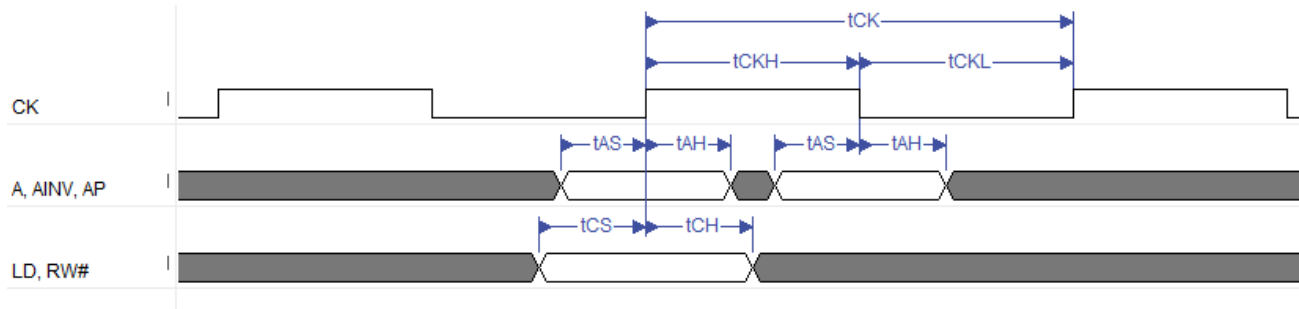 tCK
tCKH tCKL
CK
tAS tAH tAS tAH
A, AINV, AP
tCS tCH
LD, RW#